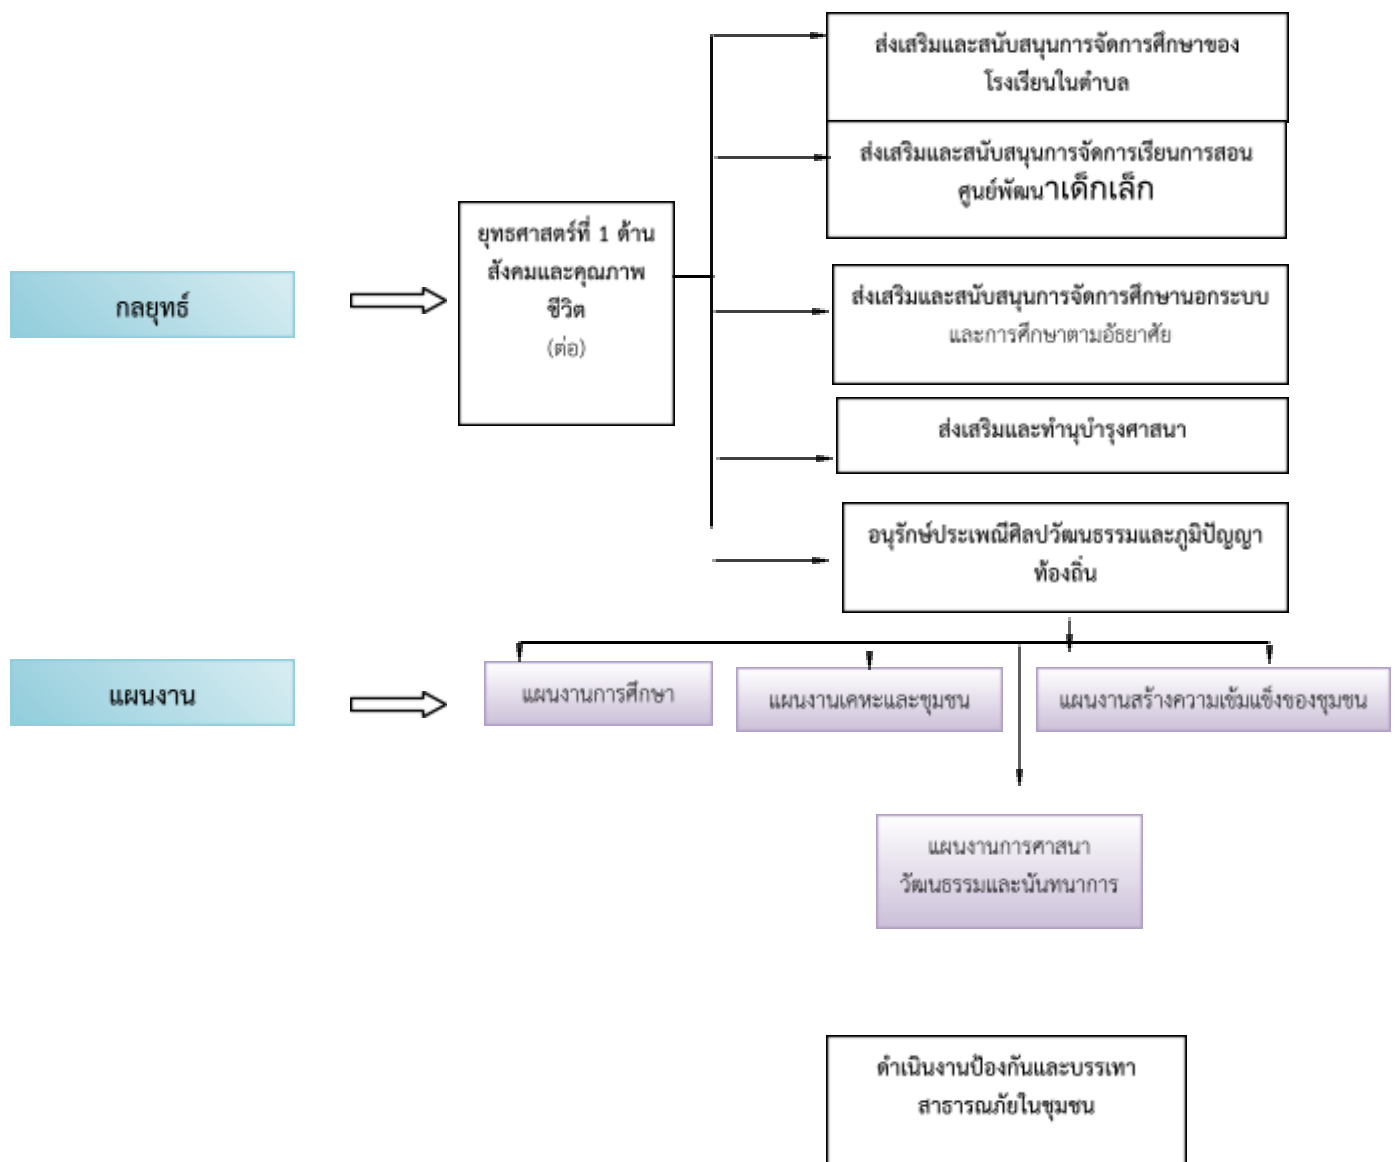 ส่งเสริมและสนับสนุนการจัดการศึกษาของ
โรงเรียนในตำบล
ส่งเสริมและสนับสนุนการจัดการเรียนการสอน
ศูนย์พัฒนาเด็กเล็ก
ยุทธศาสตร์ที่ 1 ด้าน
สังคมและคุณภาพ
ชีวิต
(ต่อ)
กลยุทธ์
ส่งเสริมและสนับสนุนการจัดการศึกษานอกระบบ
และการศึกษาตามอัธยาศัย
ส่งเสริมและทำนุบำรุงศาสนา
อนุรักษ์ประเพณีศิลปวัฒนธรรมและภูมิปัญญา
ท้องถิ่น
แผนงาน
แผนงานการศึกษา
แผนงานเคหะและชุมชน
แผนงานสร้างความเข้มแข็งของชุมชน
แผนงานการศาสนา
วัฒนธรรมและนันทนาการ
ดำเนินงานป้องกันและบรรเทา
สาธารณภัยในชุมชน